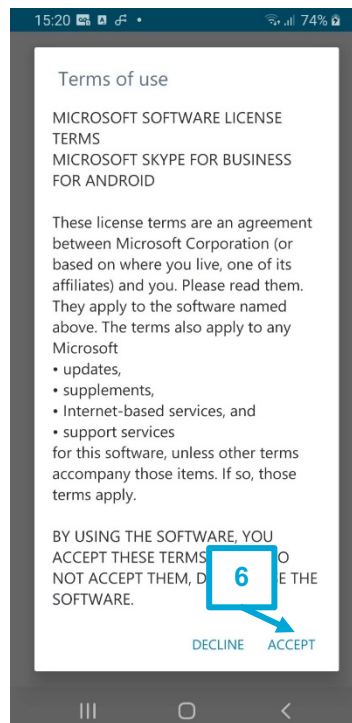 15:20 74%
Terms of use
MICROSOFT SOFTWARE LICENSE
TERMS
MICROSOFT SKYPE FOR BUSINESS
FOR ANDROID
These license terms are an agreement
between Microsoft Corporation (or
based on where you live, one of its
affiliates) and you. Please read them.
They apply to the software named
above. The terms also apply to any
Microsoft
• updates,
• supplements,
• Internet-based services, and
• support services
for this software, unless other terms
accompany those items. If so, those
terms apply.
BY USING THE SOFTWARE, YOU
ACCEPT THESE TERMS
NOT ACCEPT THEM, THE
SOFTWARE.
6
DECLINE ACCEPT